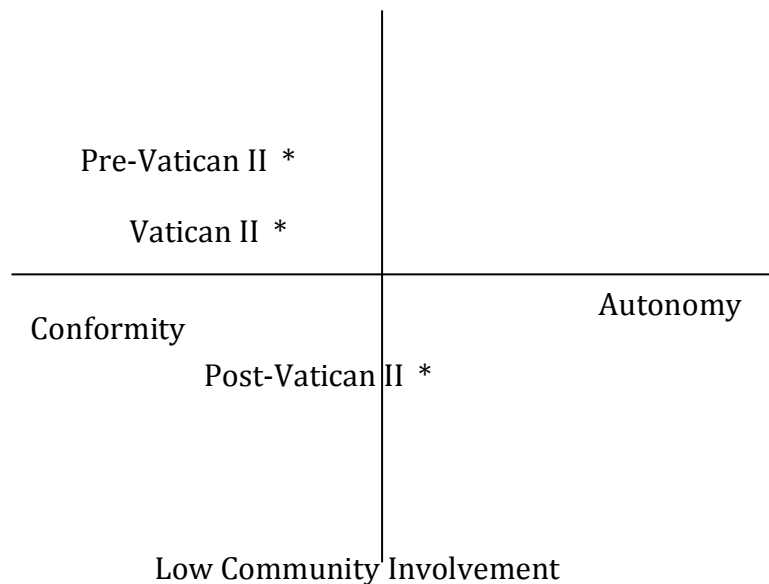 Pre-Vatican II *
Vatican II *
Autonomy
Conformity
Post-Vatican II *
Low Community Involvement